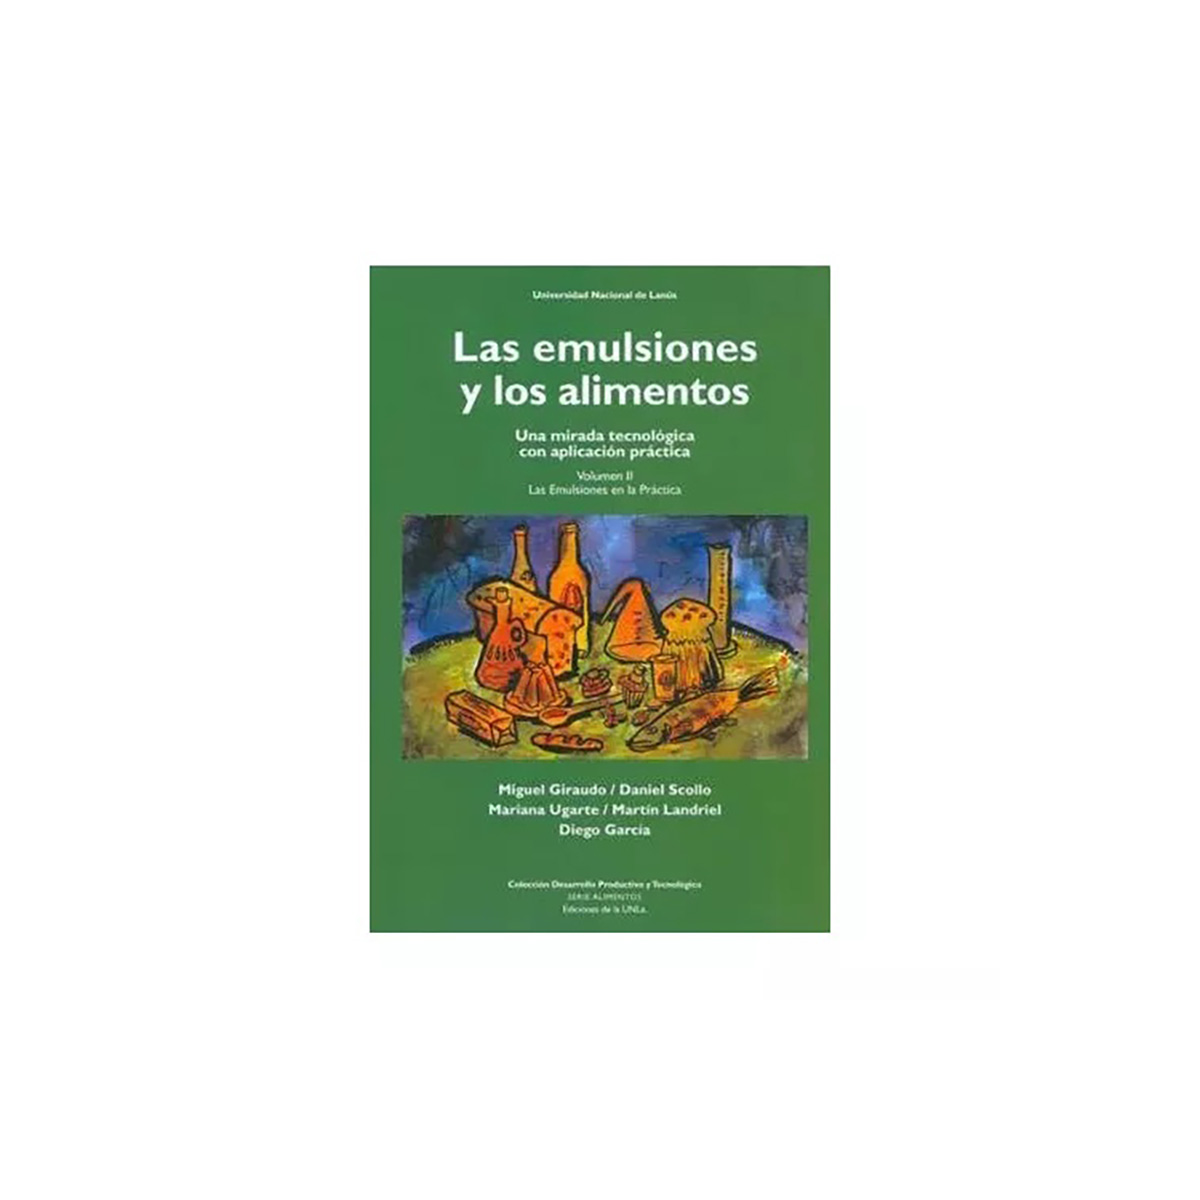 Universidad Nacional de Lanús
Las emulsiones
y los alimentos
Una mirada tecnológica
con aplicación práctica
Volumen II
Las Emulsiones en la Práctica
Miguel Giraudo / Daniel Scollo
Mariana Ugarte / Martín Landriel
Diego García
Colección Desarrollo Productivo y Tecnológico
SERIE ALIMENTOS
Ediciones de la UNLa.